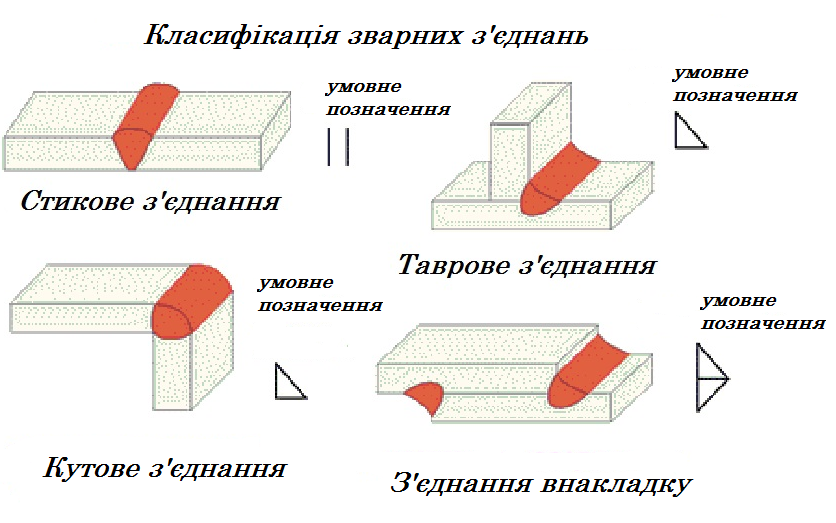 Класифікація зварних з'єднань
умовне
позначення
умовне
позначення
Стикове з'єднання
Таврове з'єднання
умовне
позначення
умовне
позначення
Кутове з'єднання
З'єднання внакладку